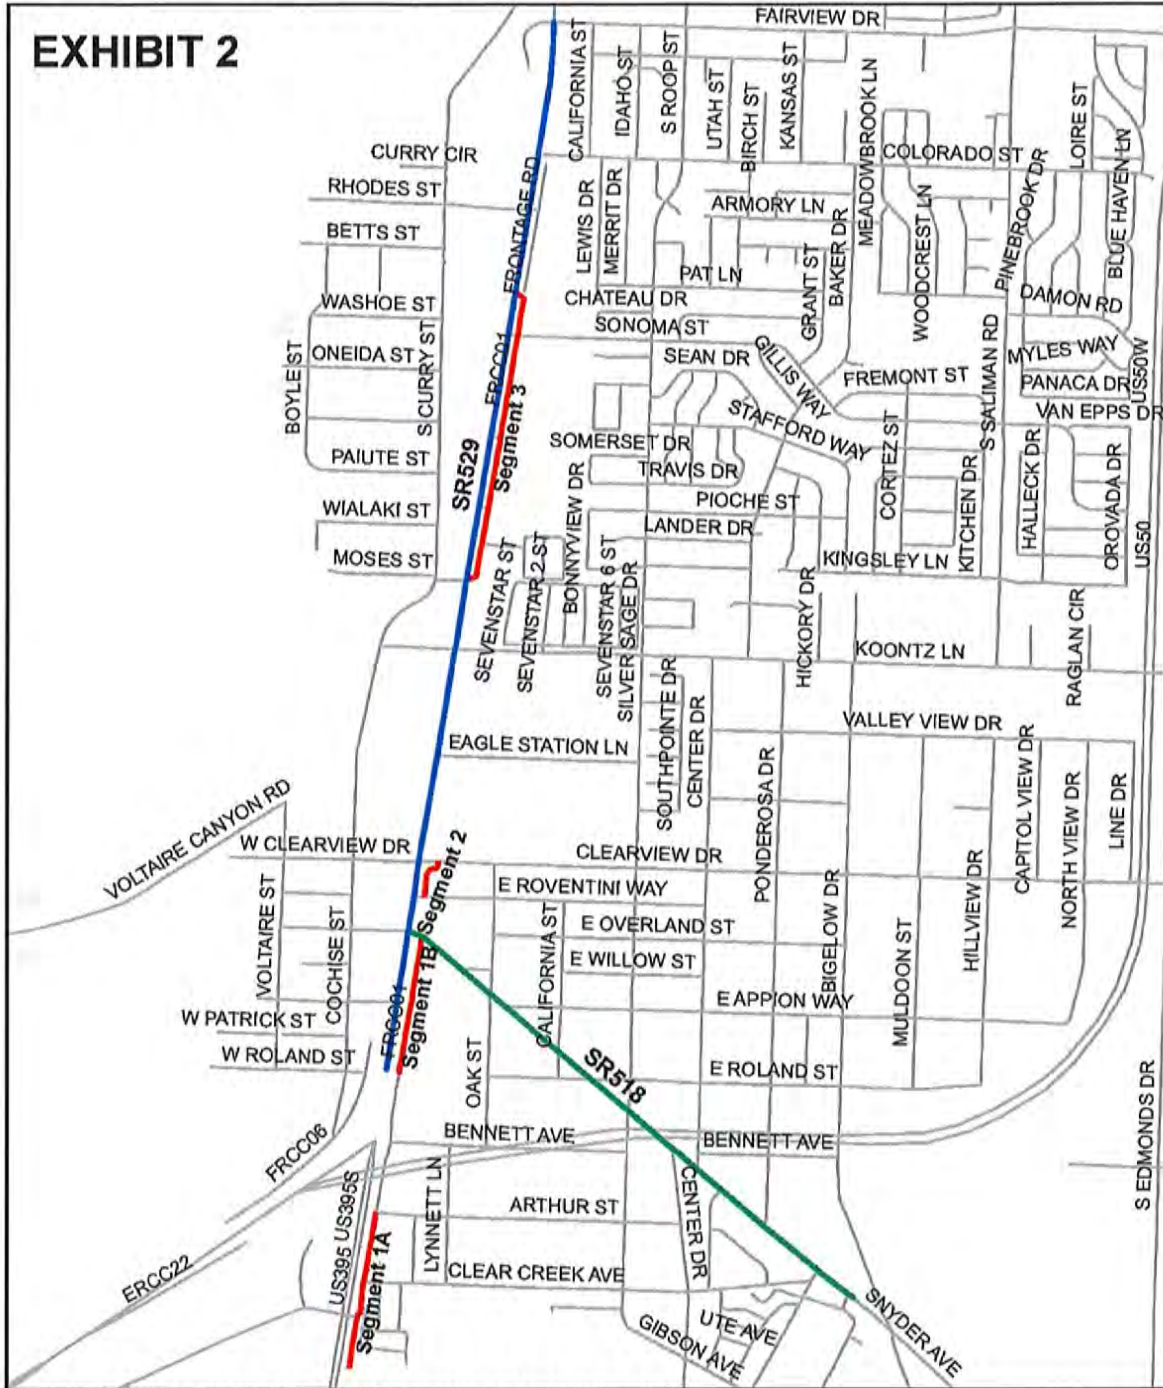 EXHIBIT 2
FAIRVIEW DR
CALIFORNIA ST
IDAHO ST
S ROOP ST
UTAH ST
BIRCH ST
KANSAS ST
MEADOWBROOK LN
LOIRE ST
CURRY CIR
COLORADO ST
RHODES ST
FRONTAGE RD
LEWIS DR
MERRIT DR
ARMORY LN
WOODCREST LN
PINEBROOK DR
BLUE HAVEN LN
BETTS ST
PAT LN
GRANT ST
BAKER DR
WASHOE ST
CHATEAU DR
DAMON RD
SONOMA ST
ONEIDA ST
S CURRY ST
BOYLE ST
FRCC01
SEAN DR
GILLIS WAY
FREMONT ST
S SALIMAN RD
MYLES WAY
PANACA DR
US50W
VAN EPPS DR
Segment 3
SR529
STAFFORD WAY
SOMERSET DR
TRAVIS DR
CORTEZ ST
PAIUTE ST
PIOCHE ST
KITCHEN DR
HALLECK DR
OROVADA DR
US50
WIALAKI ST
LANDER DR
MOSES ST
KINGSLEY LN
SEVENSTAR ST
SEVENSTAR 2 ST
BONNYVIEW DR
SEVENSTAR 6 ST
SILVER SAGE DR
HICKORY DR
KOONTZ LN
RAGLAN CIR
SOUTHPOINTE DR
CENTER DR
VALLEY VIEW DR
EAGLE STATION LN
PONDEROSA DR
CAPITOL VIEW DR
NORTH VIEW DR
LINE DR
VOLTAIRE CANYON RD
W CLEARVIEW DR
Segment 2
CLEARVIEW DR
E ROVENTINI WAY
VOLTAIRE ST
COCHISE ST
CALIFORNIA ST
E OVERLAND ST
E WILLOW ST
BIGELOW DR
MULDOON ST
HILLVIEW DR
E APPION WAY
W PATRICK ST
FRCC01
Segment 1B
W ROLAND ST
OAK ST
SR518
E ROLAND ST
S EDMONDS DR
FRCC06
BENNETT AVE
BENNETT AVE
US395
US395S
LYNNETT LN
ARTHUR ST
CENTER DR
ERCC22
Segment 1A
CLEAR CREEK AVE
UTE AVE
GIBSON AVE
SNYDER AVE